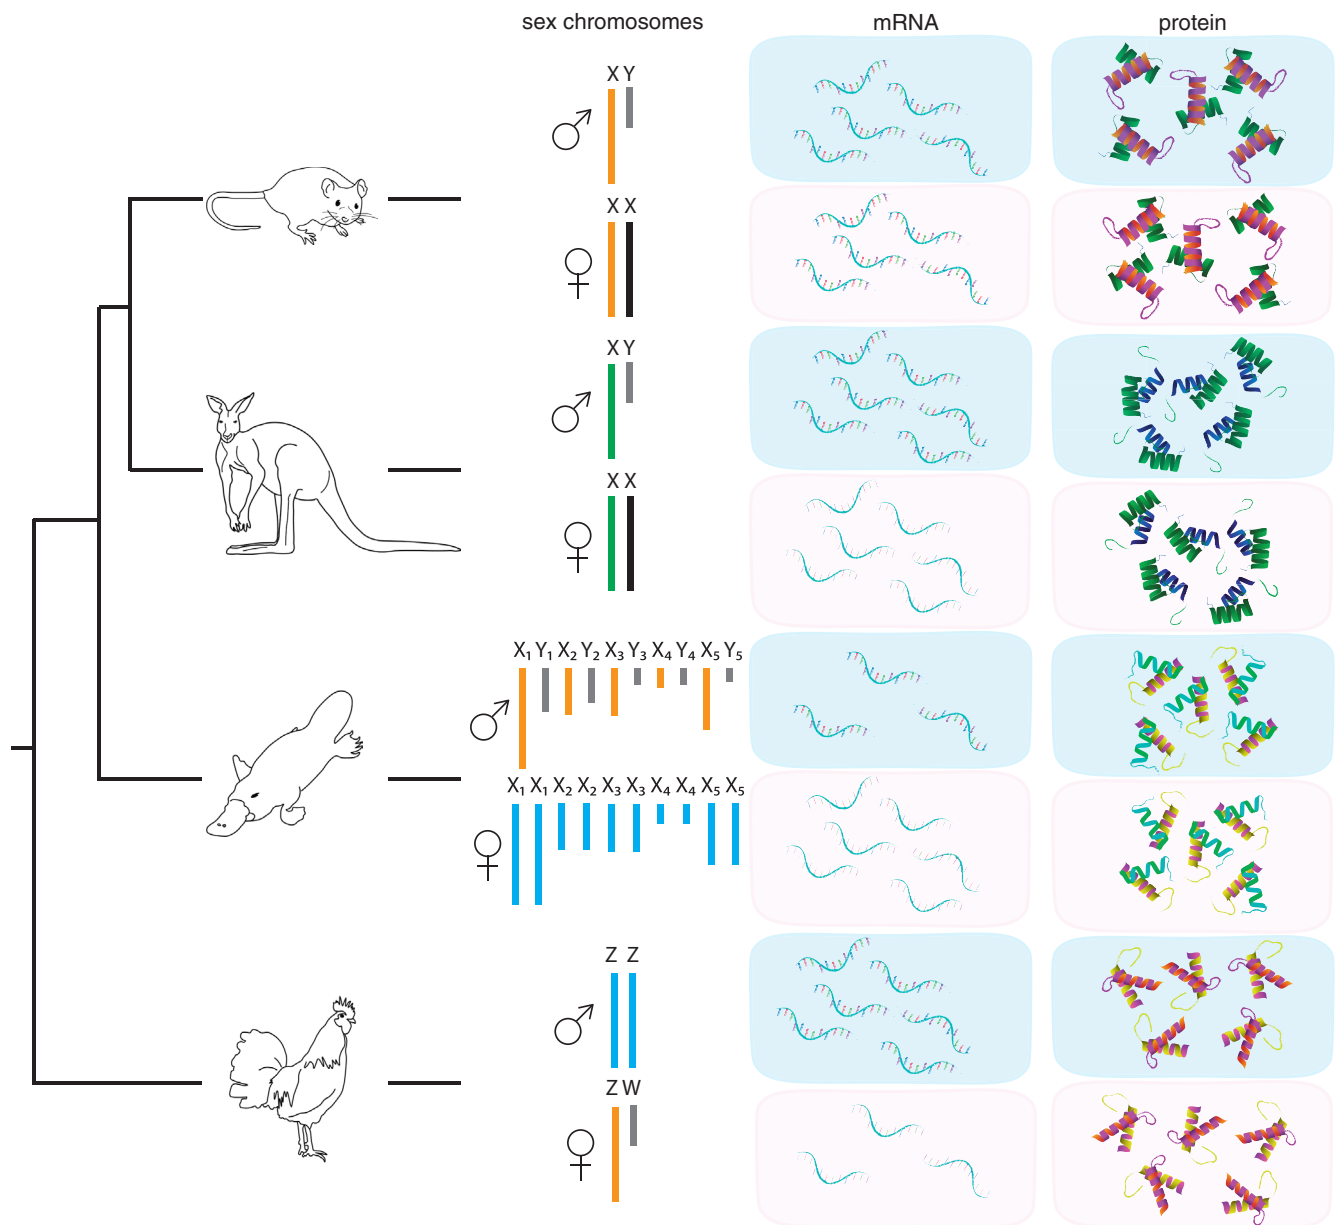 sex chromosomes mRNA protein
X Y
X X
X Y
X X
X₁ Y₁ X₂ Y₂ X₃ Y₃ X₄ Y₄ X₅ Y₅
X₁ X₁ X₂ X₂ X₃ X₃ X₄ X₄ X₅ X₅
Z Z
Z W